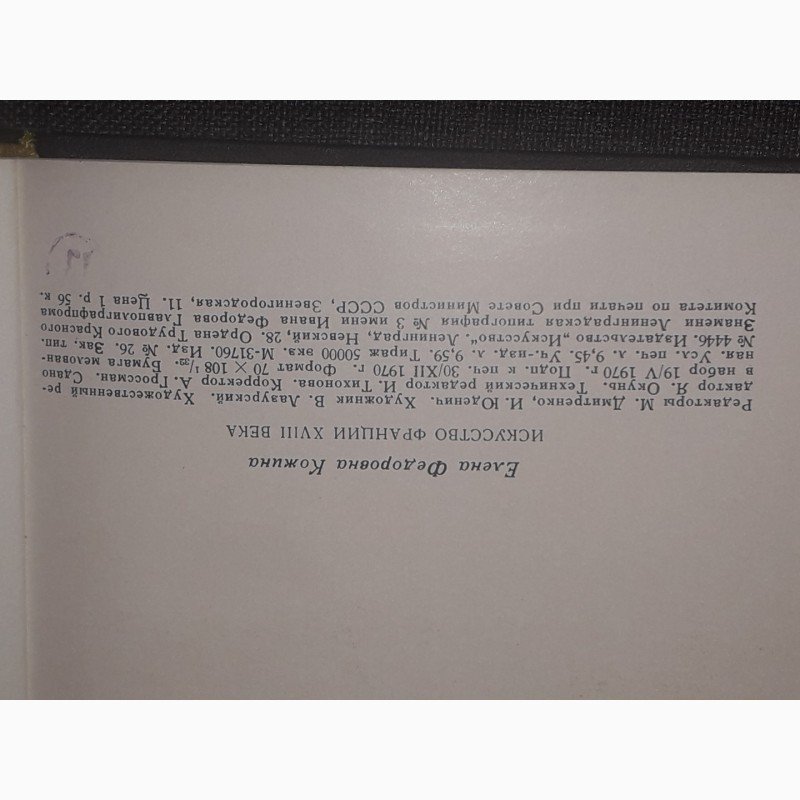 Елена Федоровна Кожина
ИСКУССТВО ФРАНЦИИ XVIII ВЕКА
Редакторы М. Дмитренко, И. Юденич. Художник В. Лазурский. Художественный ре-
дактор Я. Окунь. Технический редактор Т. И. Тихонова. Корректор А. Гроссман. Сдано
в набор 19/V 1970 г. Подп. к печ. 30/XII 1970 г. Формат 70 × 108 1/32. Бумага мелован-
ная. Усл. печ. л. 9,45. Уч.-изд. л. 9,59. Тираж 50000 экз. М-31760. Изд. № 26. Зак. тип.
№ 4446. Издательство „Искусство“. Ленинград, Невский, 28. Ордена Трудового Красного
Знамени Ленинградская типография № 3 имени Ивана Федорова Главполиграфпрома
Комитета по печати при Совете Министров СССР, Звенигородская, 11. Цена 1 р. 56 к.